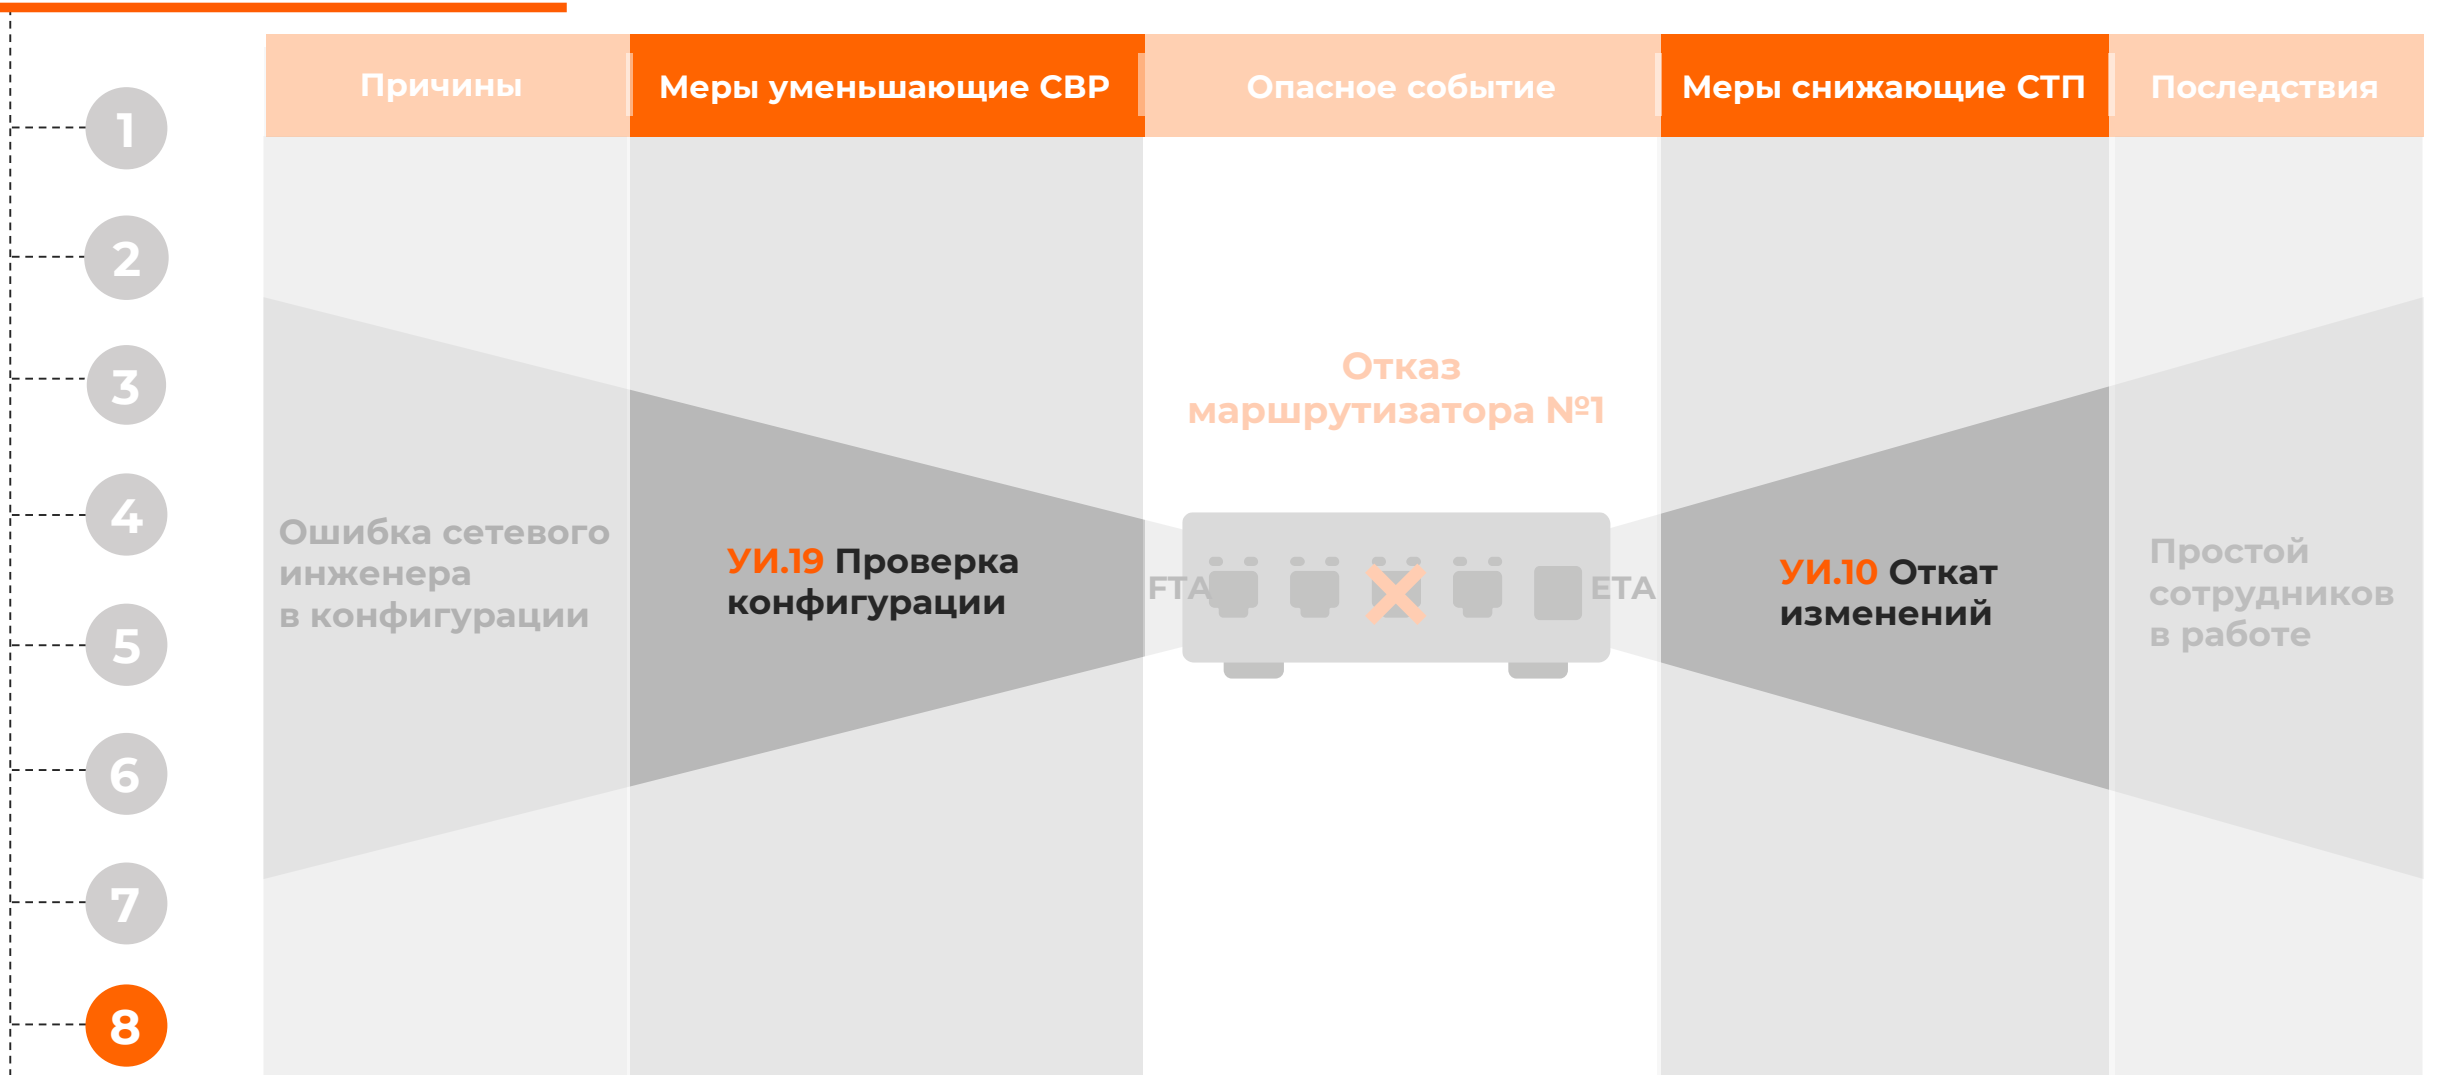 Причины
Меры уменьшающие СВР
Опасное событие
Меры снижающие СТП
Последствия
1
2
3
4
5
6
7
8
Ошибка сетевого
инженера
в конфигурации
УИ.19 Проверка
конфигурации
Отказ
маршрутизатора №1
FTA
ETA
УИ.10 Откат
изменений
Простой
сотрудников
в работе